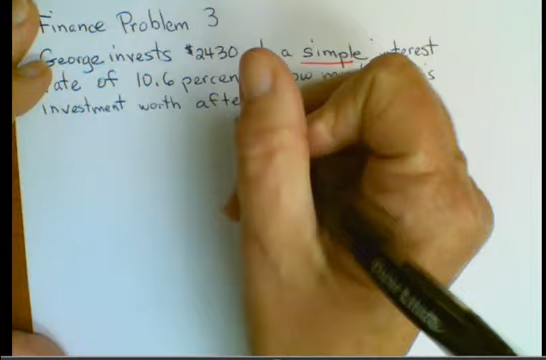 Finance Problem 3
George invests $2430 a simple interest
rate of 10.6 percen
investment worth afte